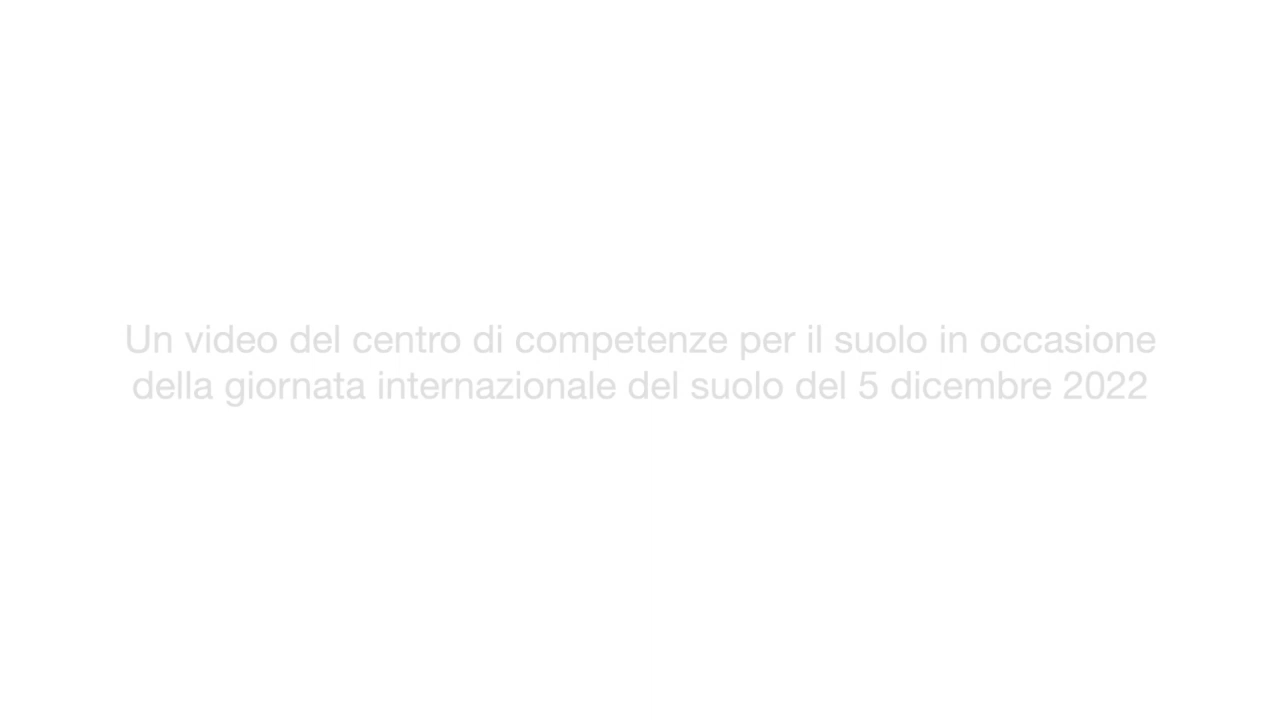 Un video del centro di competenze per il suolo in occasione
della giornata internazionale del suolo del 5 dicembre 2022